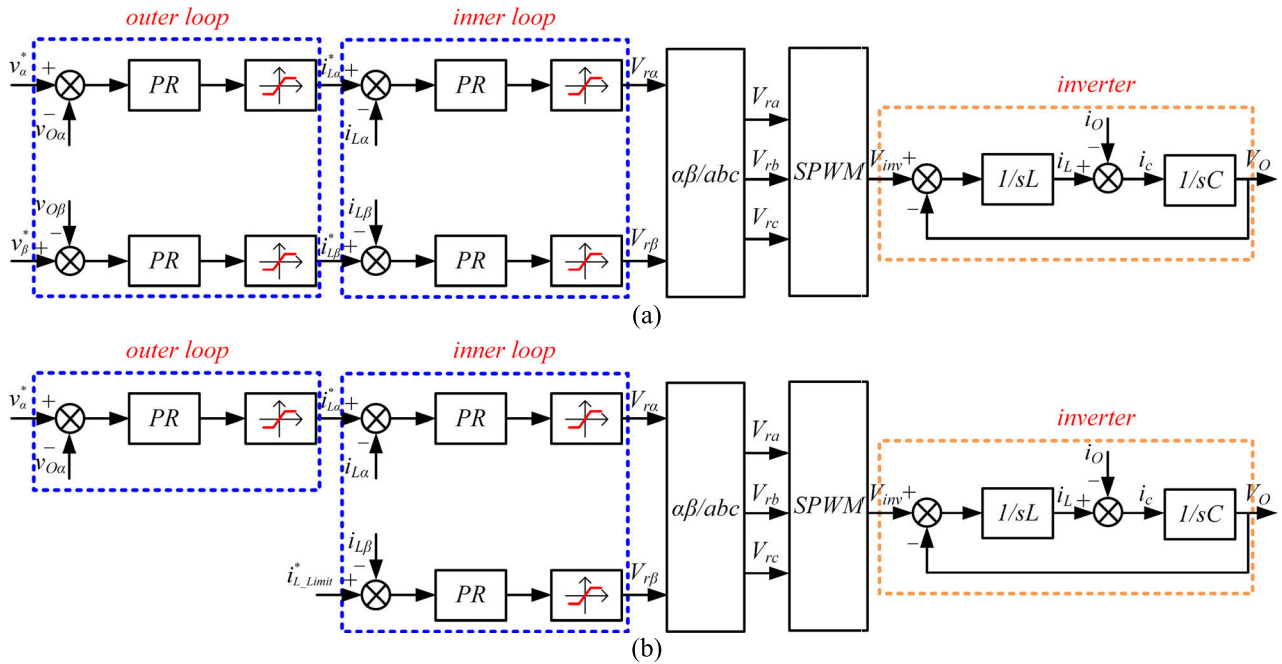 outer loop
inner loop
v*α
+
−
vOα
PR
i*Lα
+
−
iLα
PR
Vrα
vOβ
−
v*β
+
PR
i*Lβ
iLβ
−
+
PR
Vrβ
αβ/abc
Vra
Vrb
Vrc
SPWM
inverter
Vinv
+
−
1/sL
iL
+
iO
−
ic
1/sC
VO
(a)
outer loop
inner loop
v*α
+
−
vOα
PR
i*Lα
+
−
iLα
PR
Vrα
iLβ
−
i*L_Limit
+
PR
Vrβ
αβ/abc
Vra
Vrb
Vrc
SPWM
inverter
Vinv
+
−
1/sL
iL
+
iO
−
ic
1/sC
VO
(b)